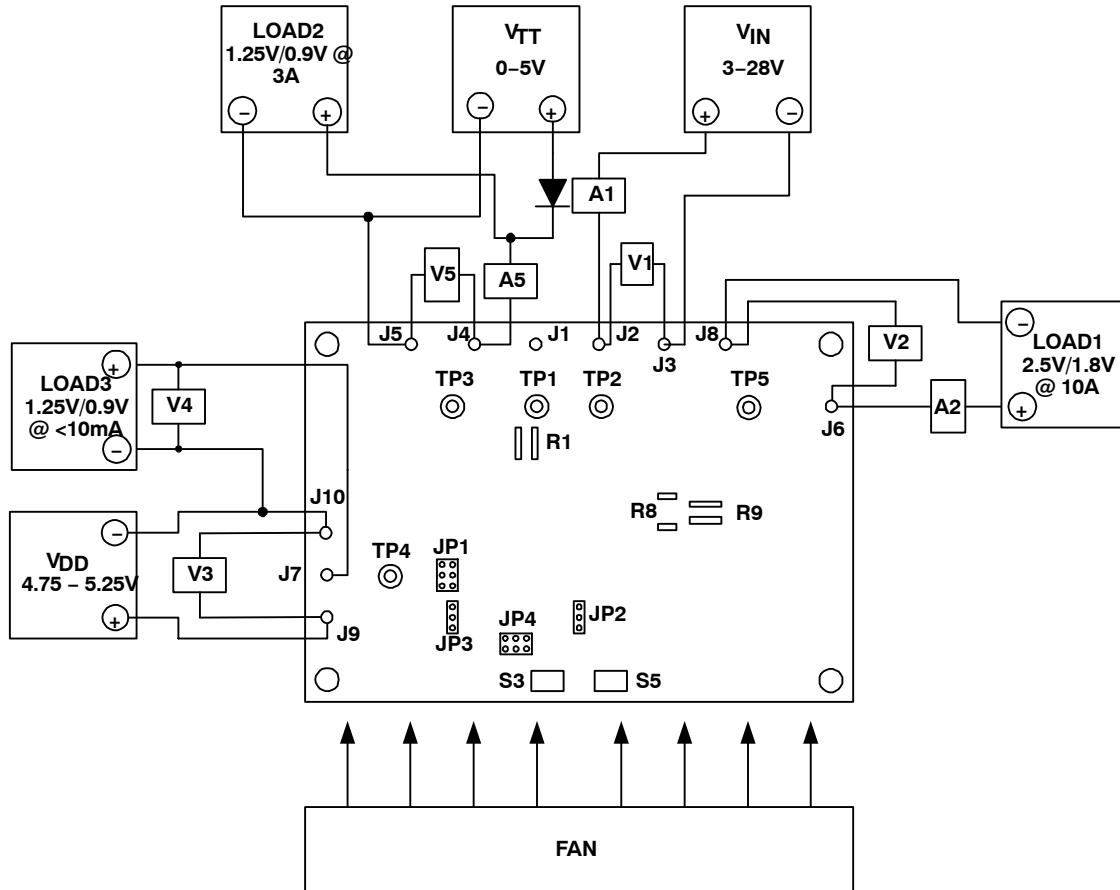 LOAD2
1.25V/0.9V @
3A
VTT
0–5V
VIN
3–28V
A1
V5
A5
V1
J5
J4
J1
J2
J3
J8
V2
LOAD1
2.5V/1.8V
@ 10A
A2
J6
TP3
TP1
TP2
TP5
R1
LOAD3
1.25V/0.9V
@ <10mA
V4
J10
R8
R9
VDD
4.75 – 5.25V
V3
J7
J9
TP4
JP1
JP3
JP4
JP2
S3
S5
FAN